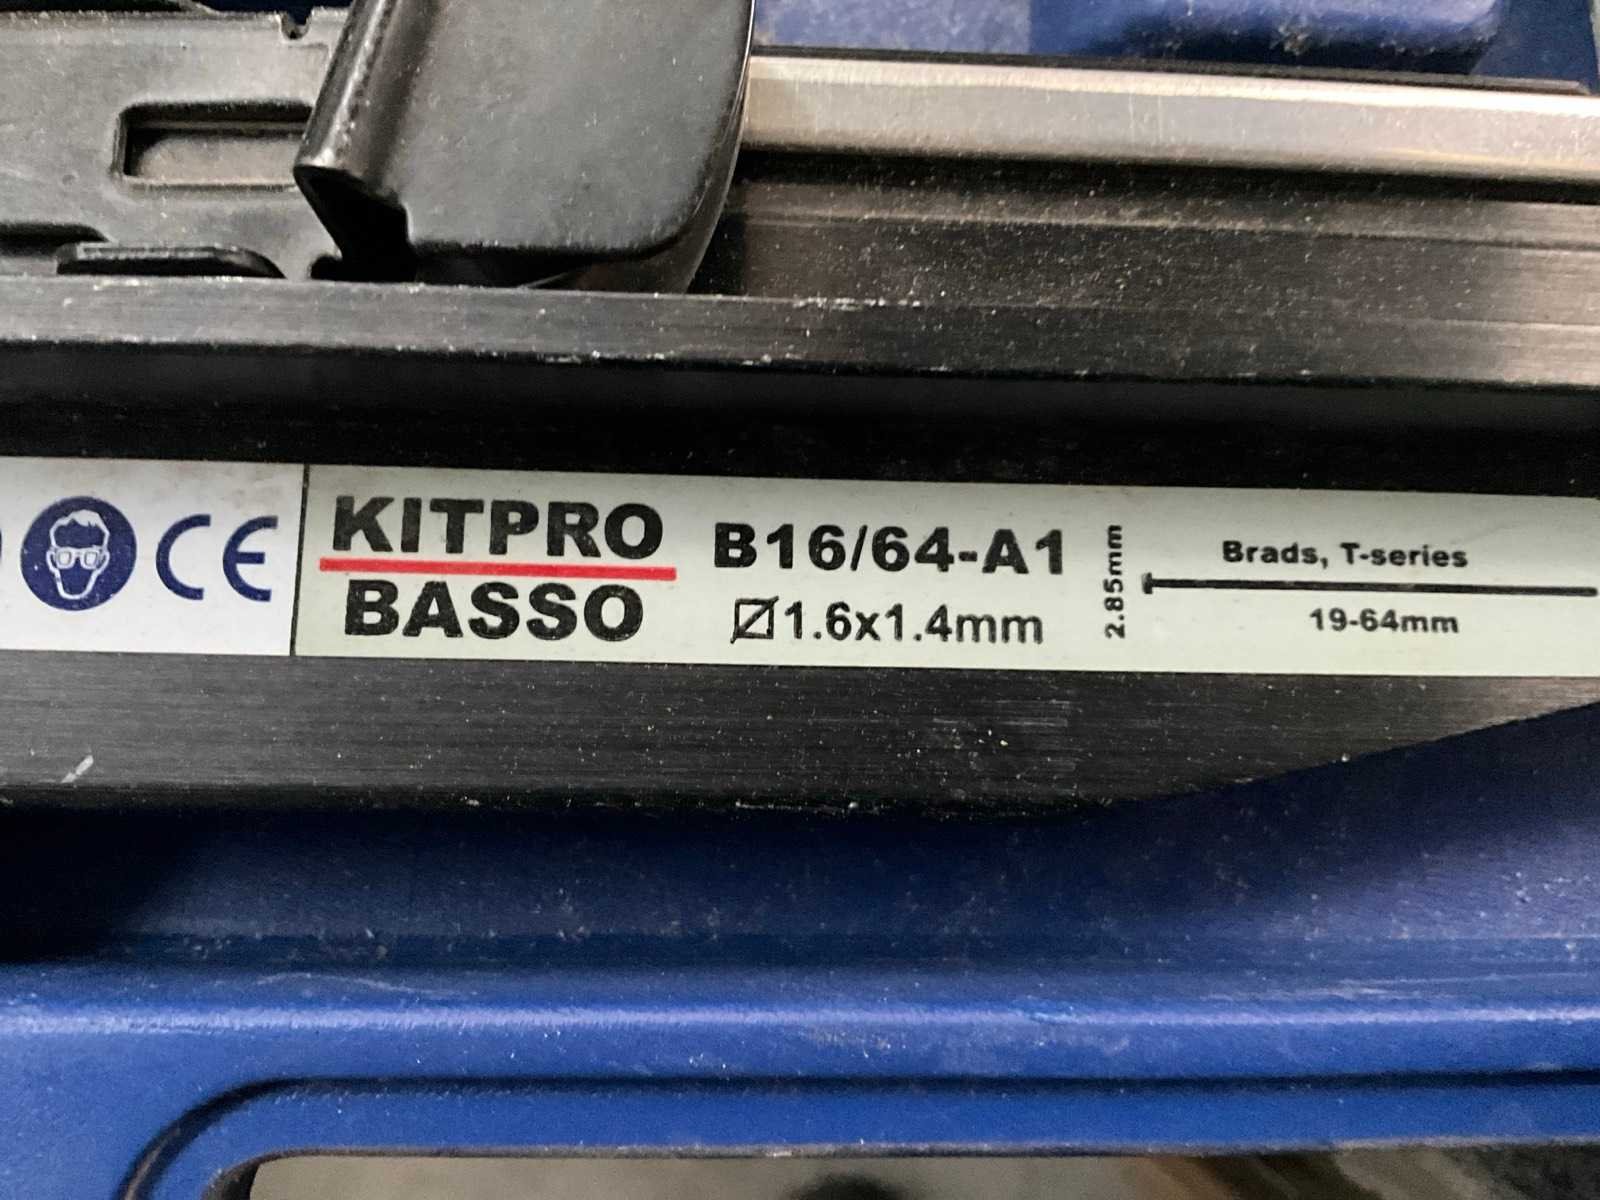 CE
KITPRO
BASSO
B16/64-A1
1.6x1.4mm
2.85mm
Brads, T-series
19-64mm